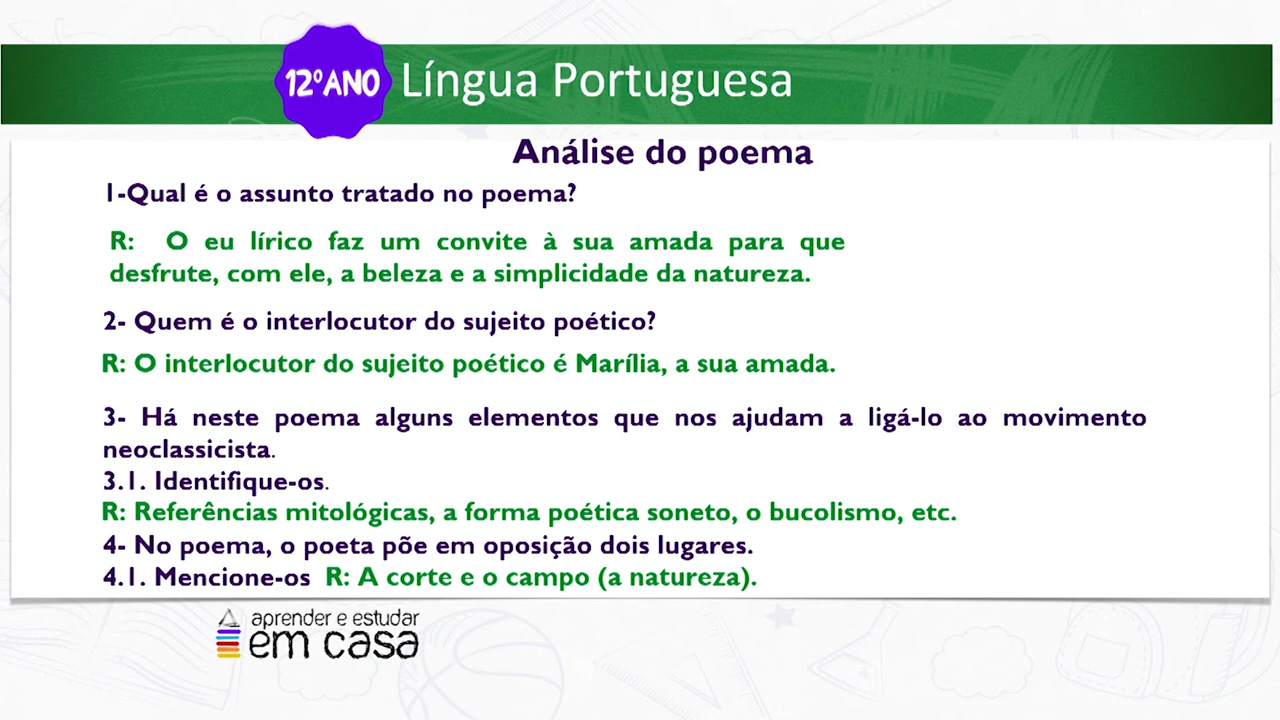 12ºANO Língua Portuguesa
Análise do poema
1-Qual é o assunto tratado no poema?
R: O eu lírico faz um convite à sua amada para que
desfrute, com ele, a beleza e a simplicidade da natureza.
2- Quem é o interlocutor do sujeito poético?
R: O interlocutor do sujeito poético é Marília, a sua amada.
3- Há neste poema alguns elementos que nos ajudam a ligá-lo ao movimento
neoclassicista.
3.1. Identifique-os.
R: Referências mitológicas, a forma poética soneto, o bucolismo, etc.
4- No poema, o poeta põe em oposição dois lugares.
4.1. Mencione-os R: A corte e o campo (a natureza).
aprender e estudar
em casa